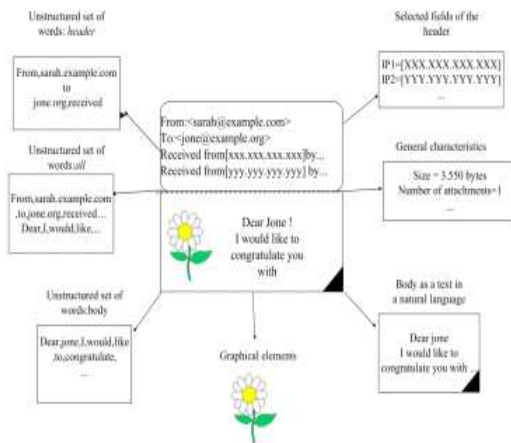 Unstructured set of
words: header
From,sarah.example.com
to
jone.org,received
Unstructured set of
words:all
From,sarah.example.com
,to,jone.org,received...
Dear,I,would,like,...
Unstructured set of
words:body
Dear,jone,I,would,like
,to,congratulate,
...
From:<sarah@example.com>
To:<jone@example.org>
Received from[xxx.xxx.xxx.xxx]by...
Received from[yyy.yyy.yyy.yyy] by...
Dear Jone !
I would like to
congratulate you
with
Graphical elements
Selected fields of the
header
IP1=[XXX.XXX.XXX.XXX]
IP2=[YYY.YYY.YYY.YYY]
...
General characteristics
Size = 3.550 bytes
Number of attachments=1
...
Body as a text in
a natural language
Dear jone
I would like to
congratulate you with ...